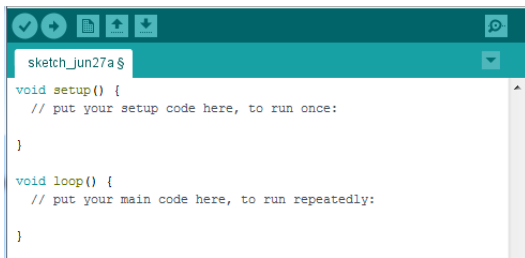 sketch_jun27a §
void setup() {
  // put your setup code here, to run once:

}

void loop() {
  // put your main code here, to run repeatedly:

}